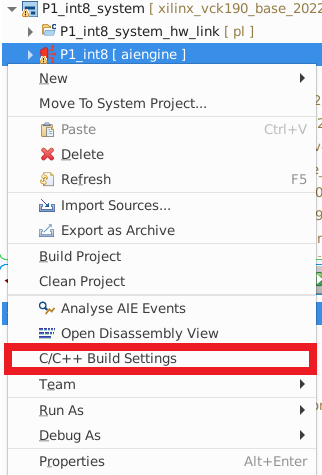 P1_int8_system [ xilinx_vck190_base_202
P1_int8_system_hw_link [ pl ]
P1_int8 [ aiengine ]
New
Move To System Project...
Paste Ctrl+V
Delete
Refresh F5
Import Sources...
Export as Archive
Build Project
Clean Project
Analyse AIE Events
Open Disassembly View
C/C++ Build Settings
Team
Run As
Debug As
Properties Alt+Enter